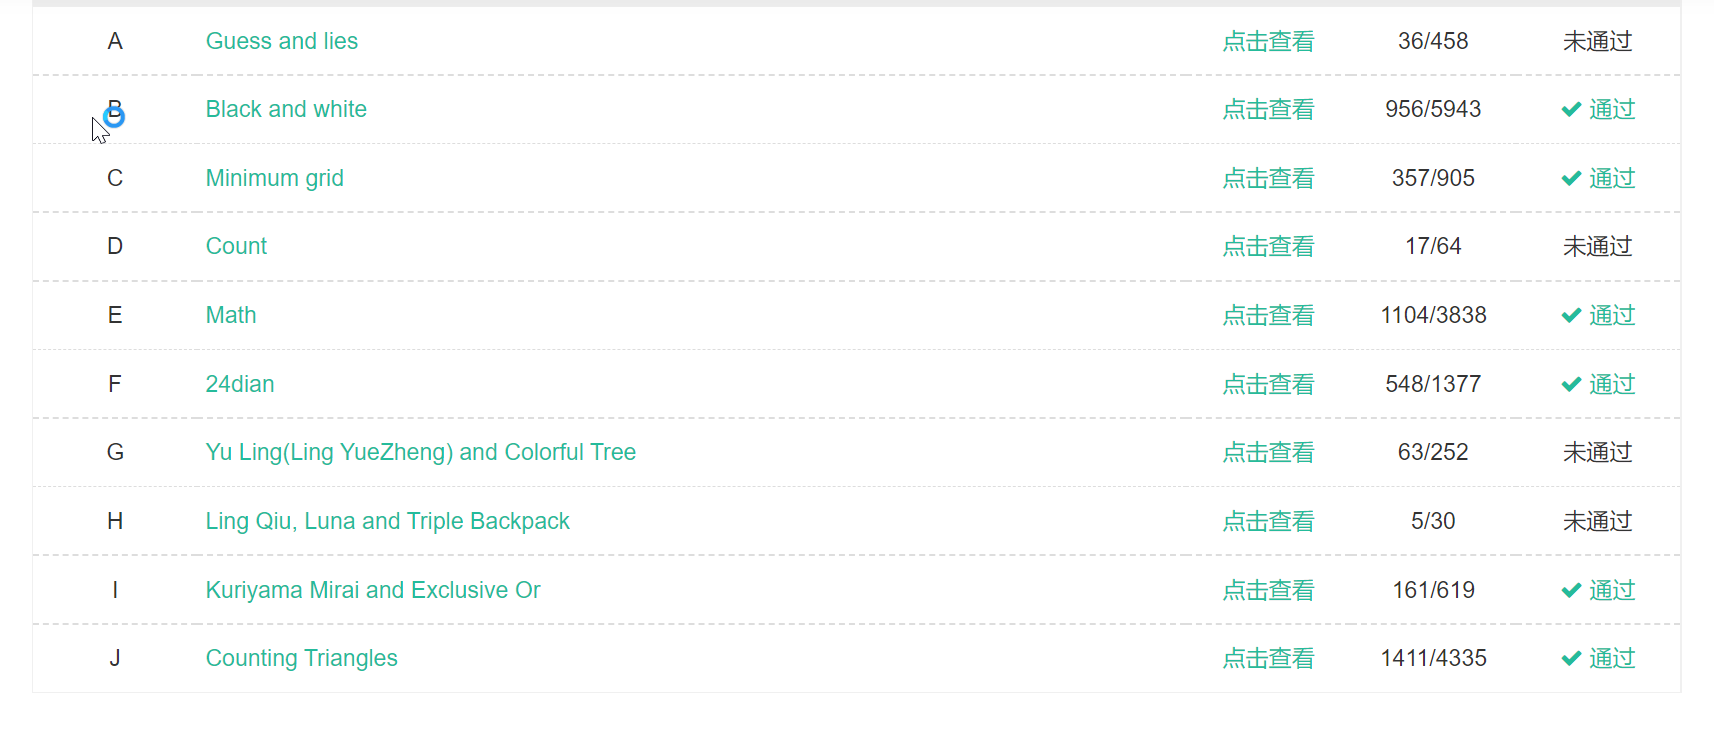 A Guess and lies 点击查看 36/458 未通过
B Black and white 点击查看 956/5943 通过
C Minimum grid 点击查看 357/905 通过
D Count 点击查看 17/64 未通过
E Math 点击查看 1104/3838 通过
F 24dian 点击查看 548/1377 通过
G Yu Ling(Ling YueZheng) and Colorful Tree 点击查看 63/252 未通过
H Ling Qiu, Luna and Triple Backpack 点击查看 5/30 未通过
I Kuriyama Mirai and Exclusive Or 点击查看 161/619 通过
J Counting Triangles 点击查看 1411/4335 通过